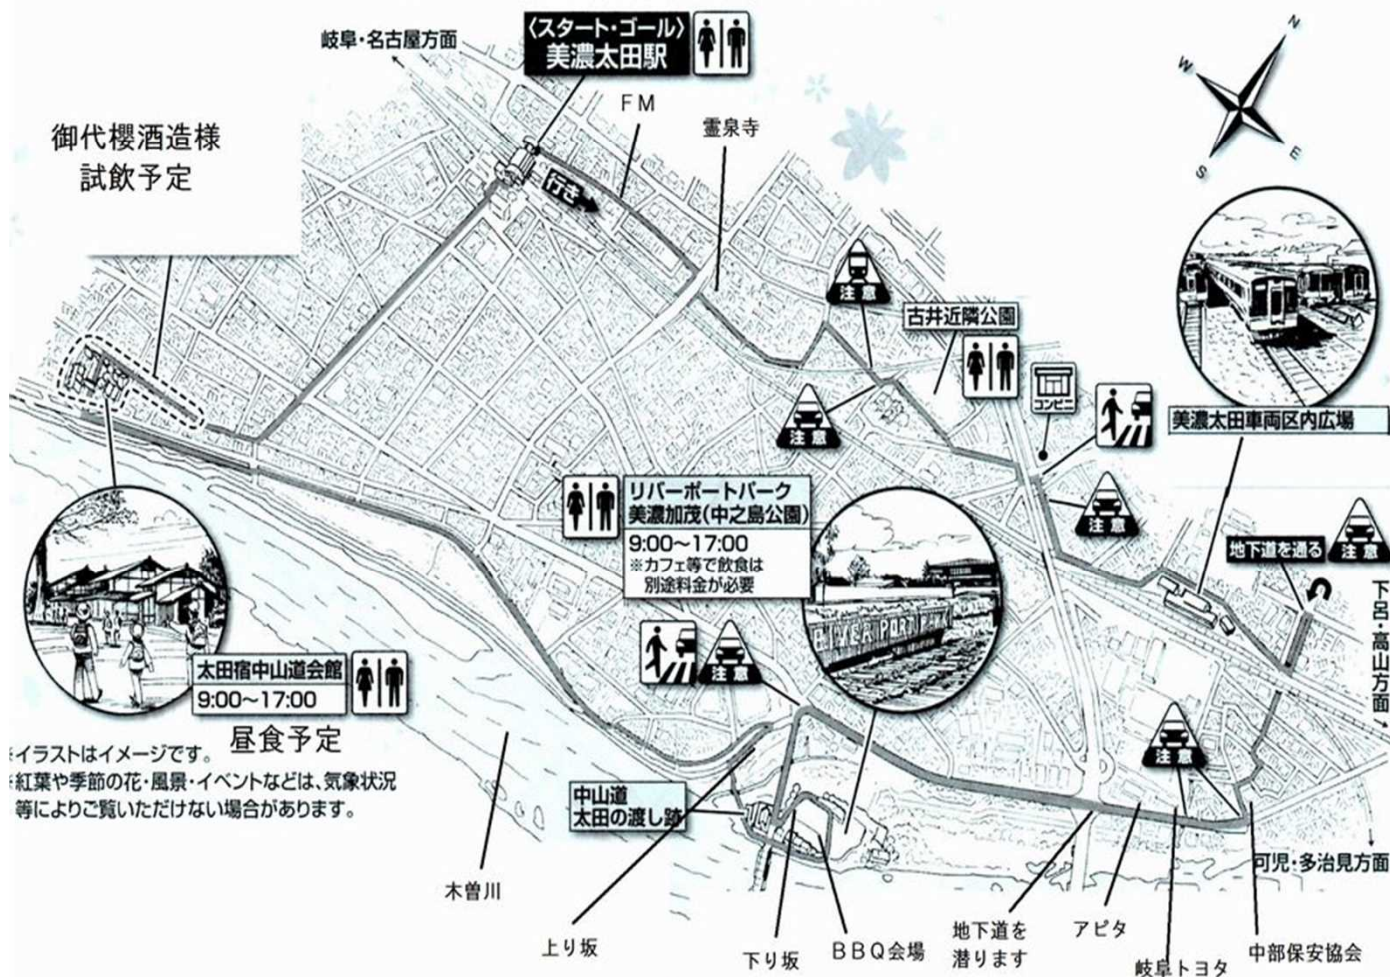 岐阜・名古屋方面
〈スタート・ゴール〉
美濃太田駅
N
W
E
S
御代櫻酒造様
試飲予定
FM
霊泉寺
行き
注意
古井近隣公園
コンビニ
注意
美濃太田車両区内広場
リバーポートパーク
美濃加茂(中之島公園)
9:00～17:00
※カフェ等で飲食は
別途料金が必要
注意
地下道を通る
注意
下呂・高山方面
RIVER PORT PARK
注意
太田宿中山道会館
9:00～17:00
昼食予定
注意
イラストはイメージです。
紅葉や季節の花・風景・イベントなどは、気象状況
等によりご覧いただけない場合があります。
中山道
太田の渡し跡
可児・多治見方面
木曽川
上り坂
下り坂
BBQ会場
地下道を
潜ります
アピタ
岐阜トヨタ
中部保安協会